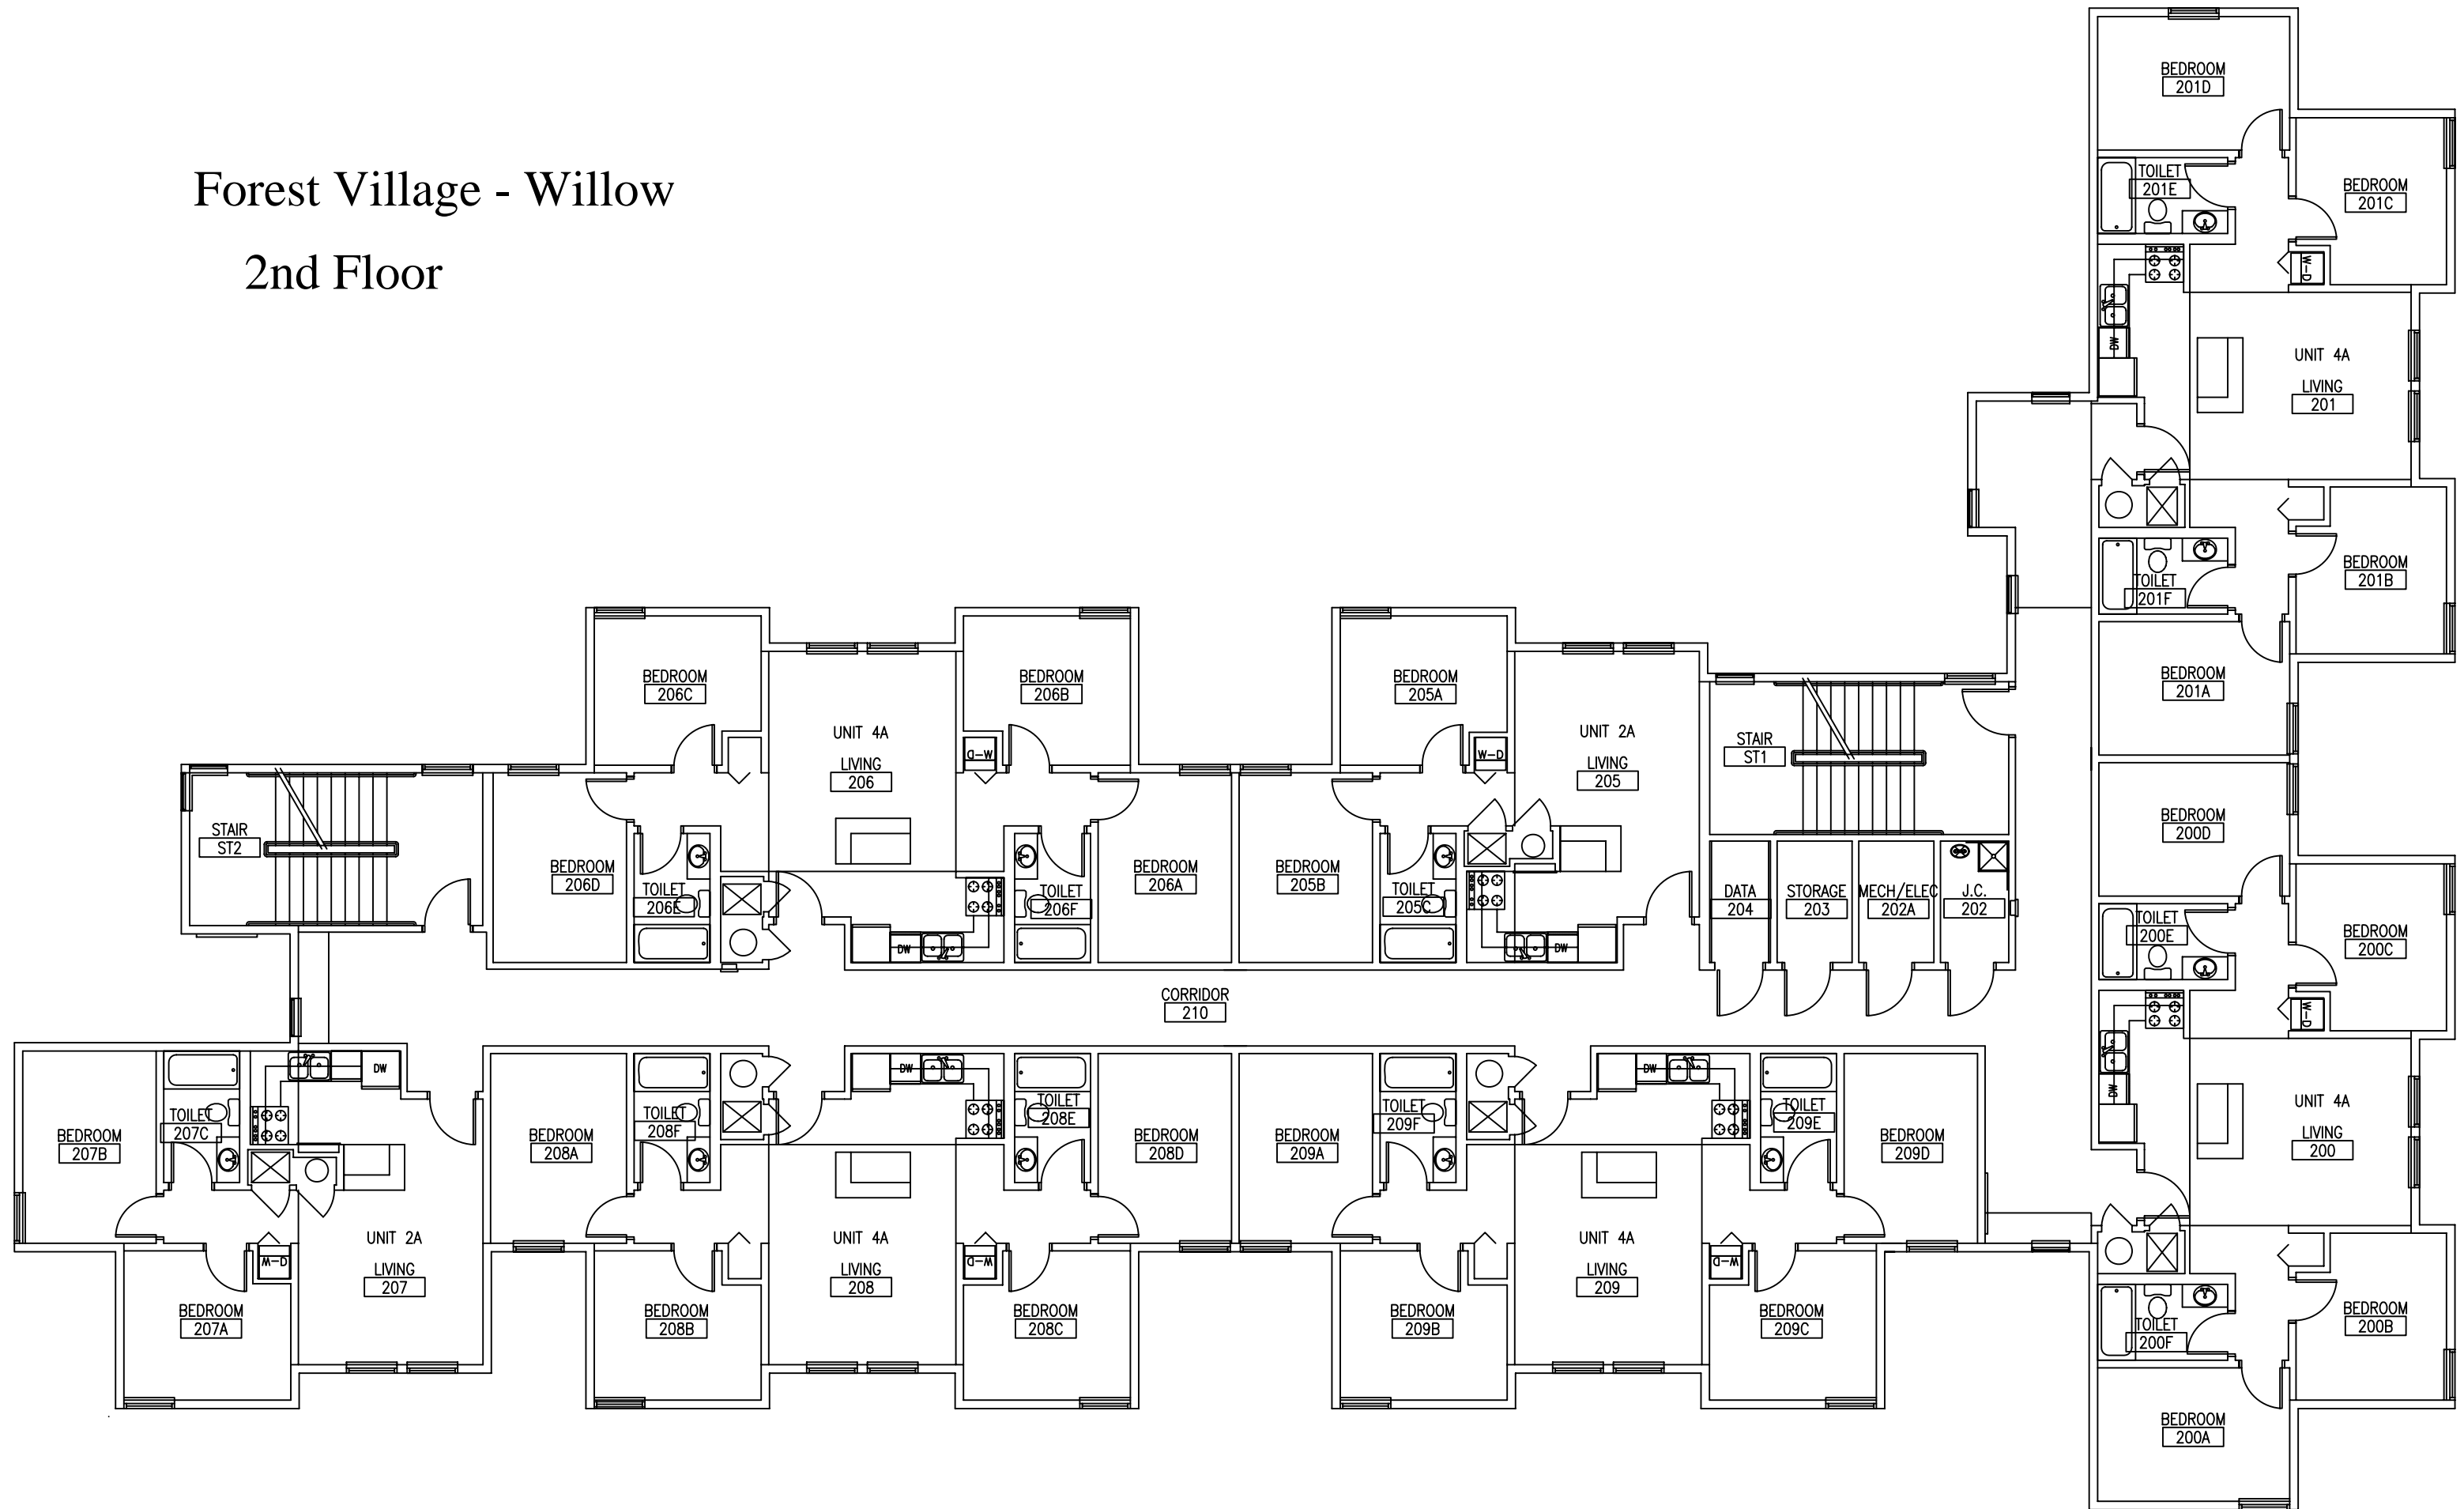 Forest Village - Willow
2nd Floor
BEDROOM
201D
TOILET
201E
BEDROOM
201C
W-D
DW
UNIT 4A
LIVING
201
BEDROOM
201B
TOILET
201F
BEDROOM
201A
BEDROOM
206C
BEDROOM
206B
UNIT 4A
LIVING
206
W-D
BEDROOM
206D
TOILET
206E
TOILET
206F
BEDROOM
206A
DW
BEDROOM
205A
UNIT 2A
LIVING
205
W-D
BEDROOM
205B
TOILET
205C
DW
STAIR
ST1
STAIR
ST2
DATA
204
STORAGE
203
MECH/ELEC
202A
J.C.
202
CORRIDOR
210
BEDROOM
200D
TOILET
200E
BEDROOM
200C
W-D
DW
UNIT 4A
LIVING
200
BEDROOM
200B
TOILET
200F
BEDROOM
200A
BEDROOM
207B
TOILET
207C
DW
UNIT 2A
LIVING
207
W-D
BEDROOM
207A
BEDROOM
208A
TOILET
208F
DW
TOILET
208E
BEDROOM
208D
UNIT 4A
LIVING
208
W-D
BEDROOM
208B
BEDROOM
208C
BEDROOM
209A
TOILET
209F
DW
TOILET
209E
BEDROOM
209D
UNIT 4A
LIVING
209
W-D
BEDROOM
209B
BEDROOM
209C